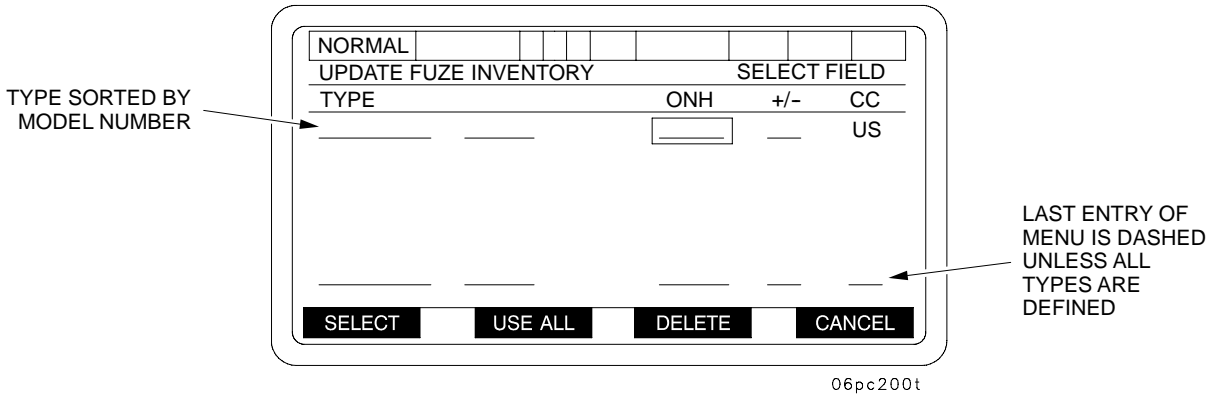 NORMAL
UPDATE FUZE INVENTORY SELECT FIELD
TYPE ONH +/– CC
US
TYPE SORTED BY
MODEL NUMBER
LAST ENTRY OF
MENU IS DASHED
UNLESS ALL
TYPES ARE
DEFINED
SELECT USE ALL DELETE CANCEL
06pc200t